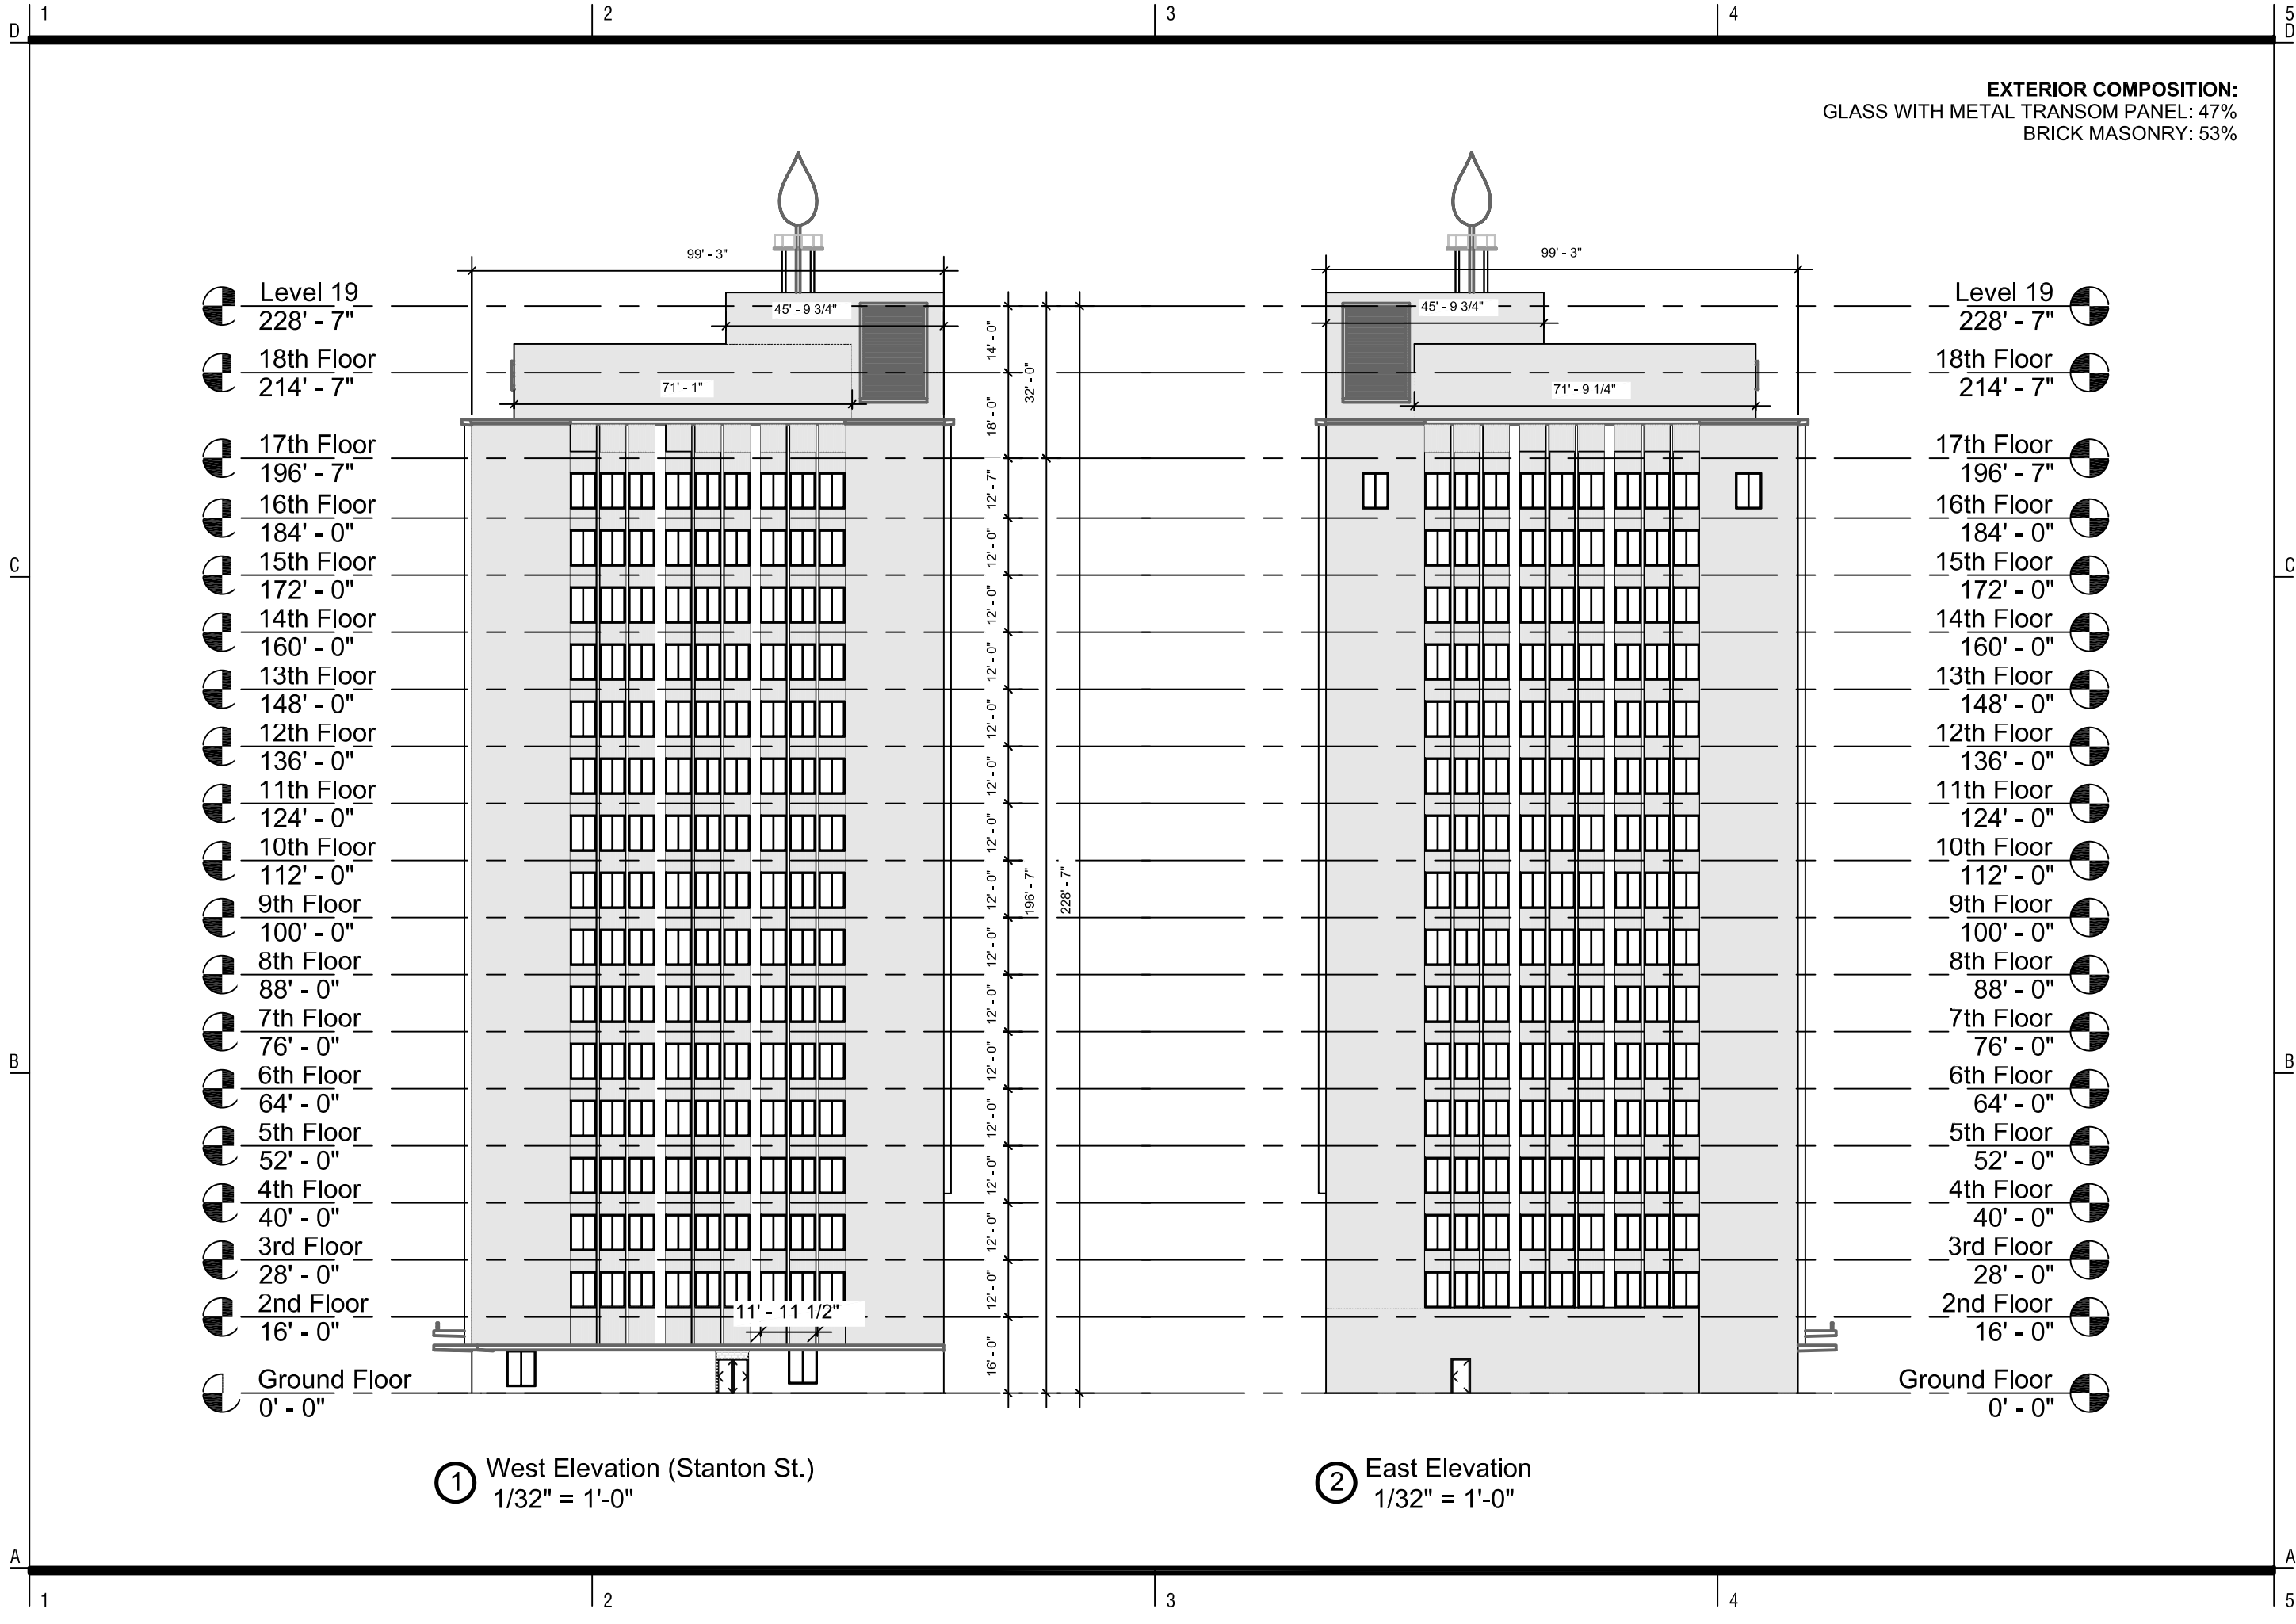 1 2 3 4 5
D D
EXTERIOR COMPOSITION:
GLASS WITH METAL TRANSOM PANEL: 47%
BRICK MASONRY: 53%
99' - 3"
99' - 3"
45' - 9 3/4"
45' - 9 3/4"
71' - 1"
71' - 9 1/4"
Level 19
228' - 7"
18th Floor
214' - 7"
17th Floor
196' - 7"
16th Floor
184' - 0"
15th Floor
172' - 0"
14th Floor
160' - 0"
13th Floor
148' - 0"
12th Floor
136' - 0"
11th Floor
124' - 0"
10th Floor
112' - 0"
9th Floor
100' - 0"
8th Floor
88' - 0"
7th Floor
76' - 0"
6th Floor
64' - 0"
5th Floor
52' - 0"
4th Floor
40' - 0"
3rd Floor
28' - 0"
2nd Floor
16' - 0"
Ground Floor
0' - 0"
14' - 0"
18' - 0"
32' - 0"
12' - 7"
12' - 0"
12' - 0"
12' - 0"
12' - 0"
12' - 0"
12' - 0"
12' - 0"
12' - 0"
12' - 0"
12' - 0"
12' - 0"
12' - 0"
12' - 0"
12' - 0"
16' - 0"
196' - 7"
228' - 7"
11' - 11 1/2"
Level 19
228' - 7"
18th Floor
214' - 7"
17th Floor
196' - 7"
16th Floor
184' - 0"
15th Floor
172' - 0"
14th Floor
160' - 0"
13th Floor
148' - 0"
12th Floor
136' - 0"
11th Floor
124' - 0"
10th Floor
112' - 0"
9th Floor
100' - 0"
8th Floor
88' - 0"
7th Floor
76' - 0"
6th Floor
64' - 0"
5th Floor
52' - 0"
4th Floor
40' - 0"
3rd Floor
28' - 0"
2nd Floor
16' - 0"
Ground Floor
0' - 0"
C C
B B
1 West Elevation (Stanton St.)
1/32" = 1'-0"
2 East Elevation
1/32" = 1'-0"
A A
1 2 3 4 5